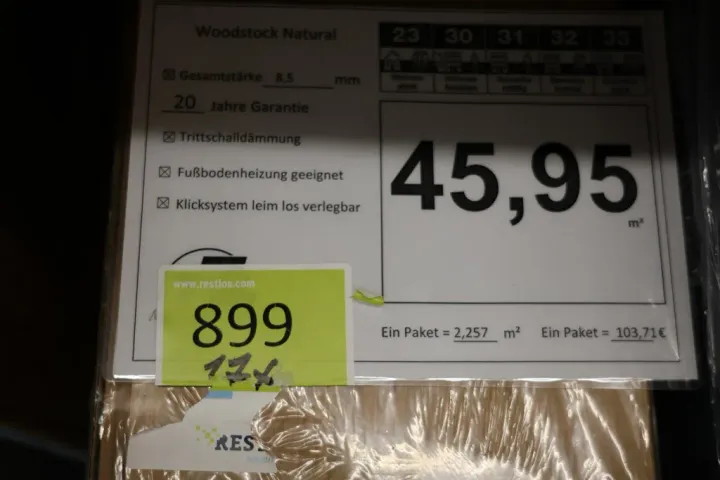 Woodstock Natural
Gesamtstärke 8,5 mm
20 Jahre Garantie
Trittschalldämmung
Fußbodenheizung geeignet
Klicksystem leim los verlegbar
23 30 31 32 33
45,95
m²
Ein Paket = 2,257 m² Ein Paket = 103,71€
www.restlos.com
899
17x
REST